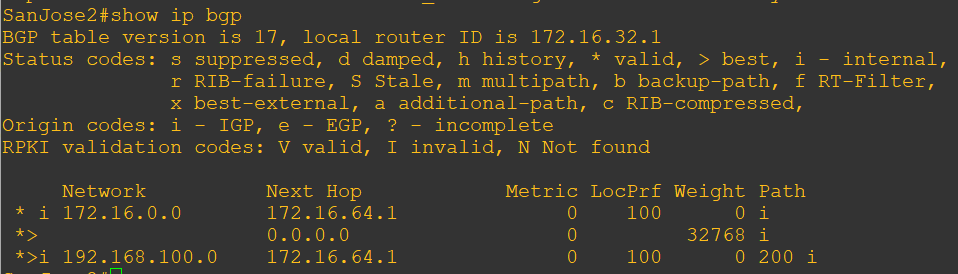 SanJose2#show ip bgp
BGP table version is 17, local router ID is 172.16.32.1
Status codes: s suppressed, d damped, h history, * valid, > best, i - internal,
              r RIB-failure, S Stale, m multipath, b backup-path, f RT-Filter,
              x best-external, a additional-path, c RIB-compressed,
Origin codes: i - IGP, e - EGP, ? - incomplete
RPKI validation codes: V valid, I invalid, N Not found
     Network          Next Hop            Metric LocPrf Weight Path
 * i 172.16.0.0       172.16.64.1              0    100      0 i
 *>                   0.0.0.0                  0         32768 i
 *>i 192.168.100.0    172.16.64.1              0    100      0 200 i
SanJose2#